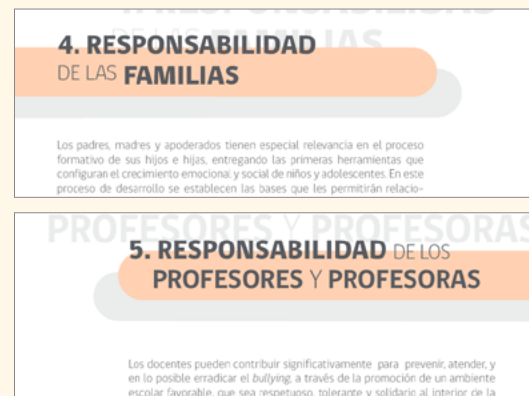 4. RESPONSABILIDAD
DE LAS FAMILIAS
Los padres, madres y apoderados tienen especial relevancia en el proceso
formativo de sus hijos e hijas, entregando las primeras herramientas que
configuran el crecimiento emocional y social de niños y adolescentes. En este
proceso de desarrollo se establecen las bases que les permitirán relacio-
PROFESORES Y PROFESORAS
5. RESPONSABILIDAD DE LOS
PROFESORES Y PROFESORAS
Los docentes pueden contribuir significativamente para prevenir, atender, y
en lo posible erradicar el bullying, a través de la promoción de un ambiente
escolar favorable, que sea respetuoso, tolerante y solidario al interior de la